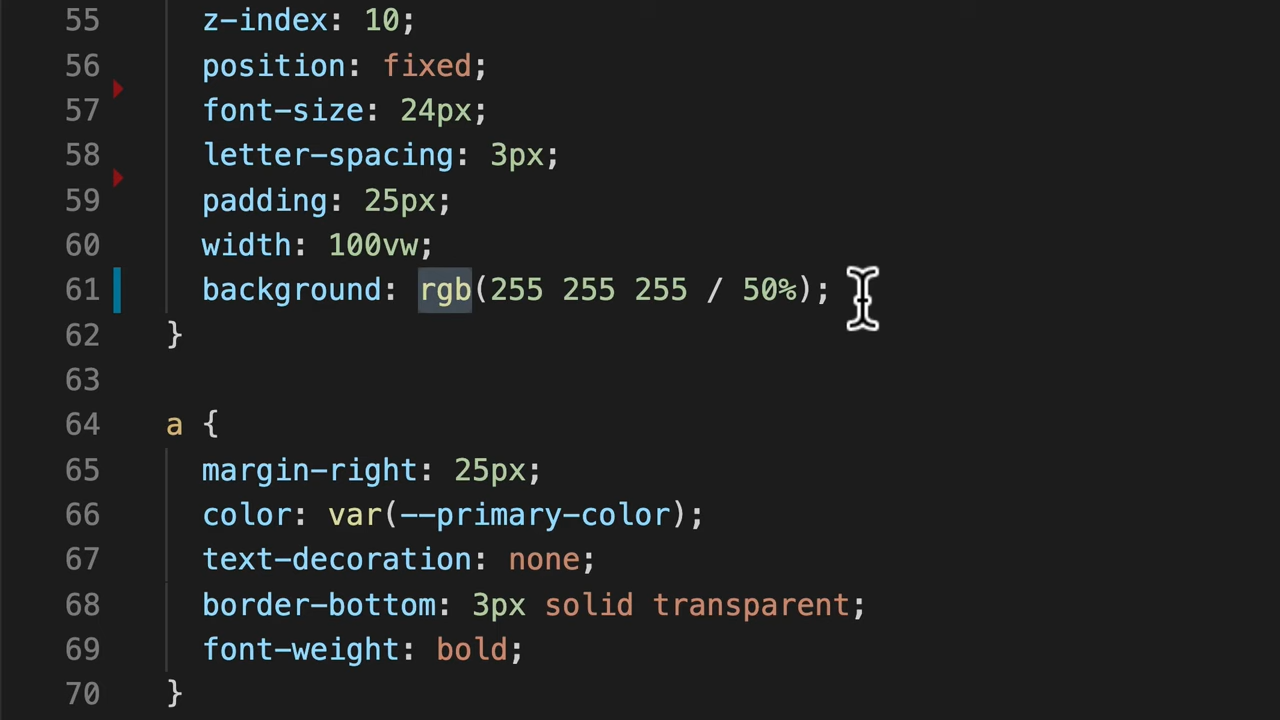 55 z-index: 10;
56 position: fixed;
57 font-size: 24px;
58 letter-spacing: 3px;
59 padding: 25px;
60 width: 100vw;
61 background: rgb(255 255 255 / 50%);
62 }
63
64 a {
65 margin-right: 25px;
66 color: var(--primary-color);
67 text-decoration: none;
68 border-bottom: 3px solid transparent;
69 font-weight: bold;
70 }